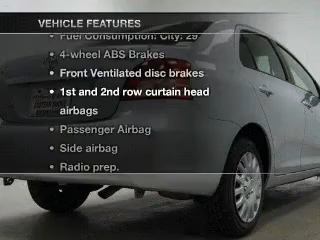 VEHICLE FEATURES
• Fuel Consumption: City: 29
• 4-wheel ABS Brakes
• Front Ventilated disc brakes
• 1st and 2nd row curtain head
airbags
• Passenger Airbag
• Side airbag
• Radio prep.